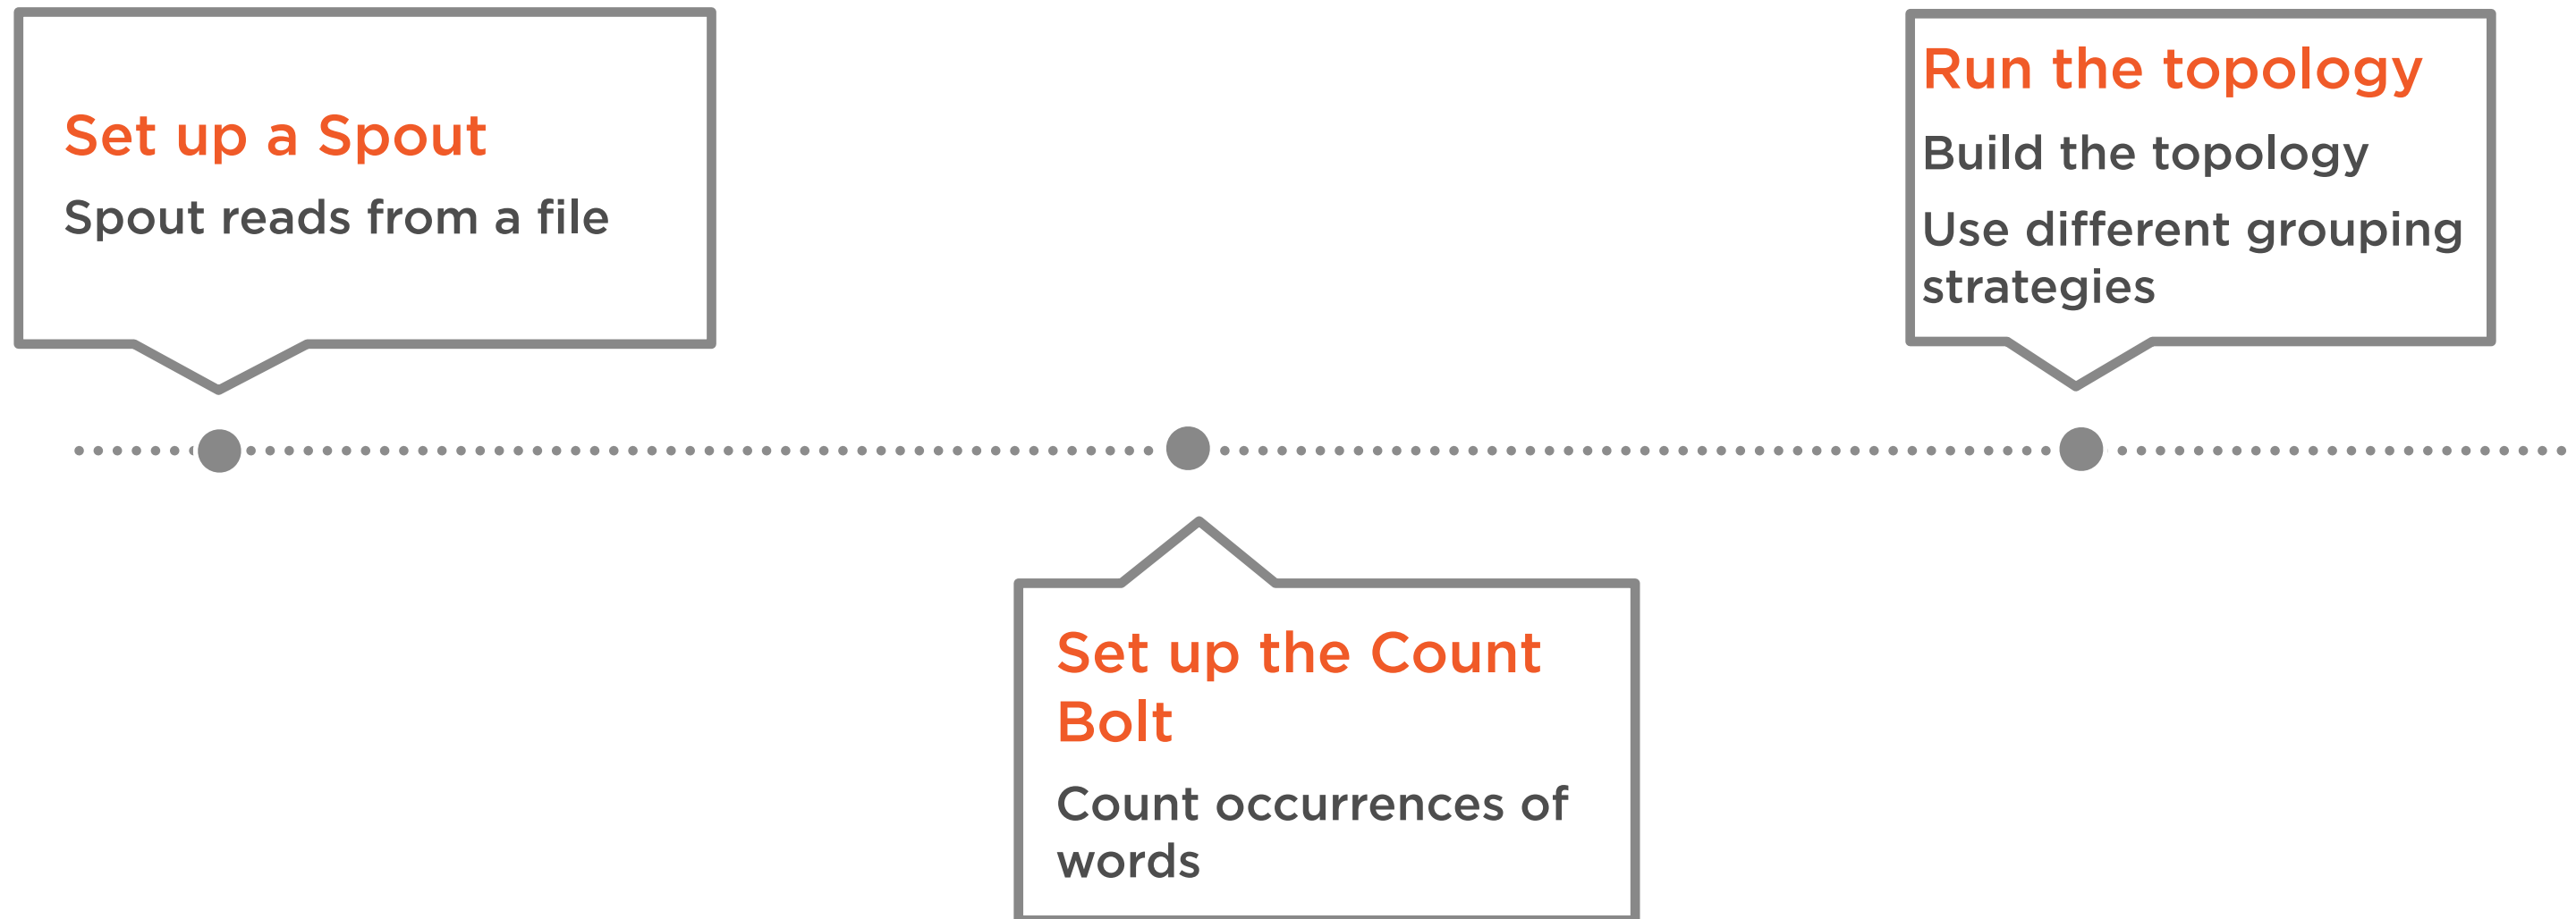 Set up a Spout
Spout reads from a file
Set up the Count
Bolt
Count occurrences of
words
Run the topology
Build the topology
Use different grouping
strategies